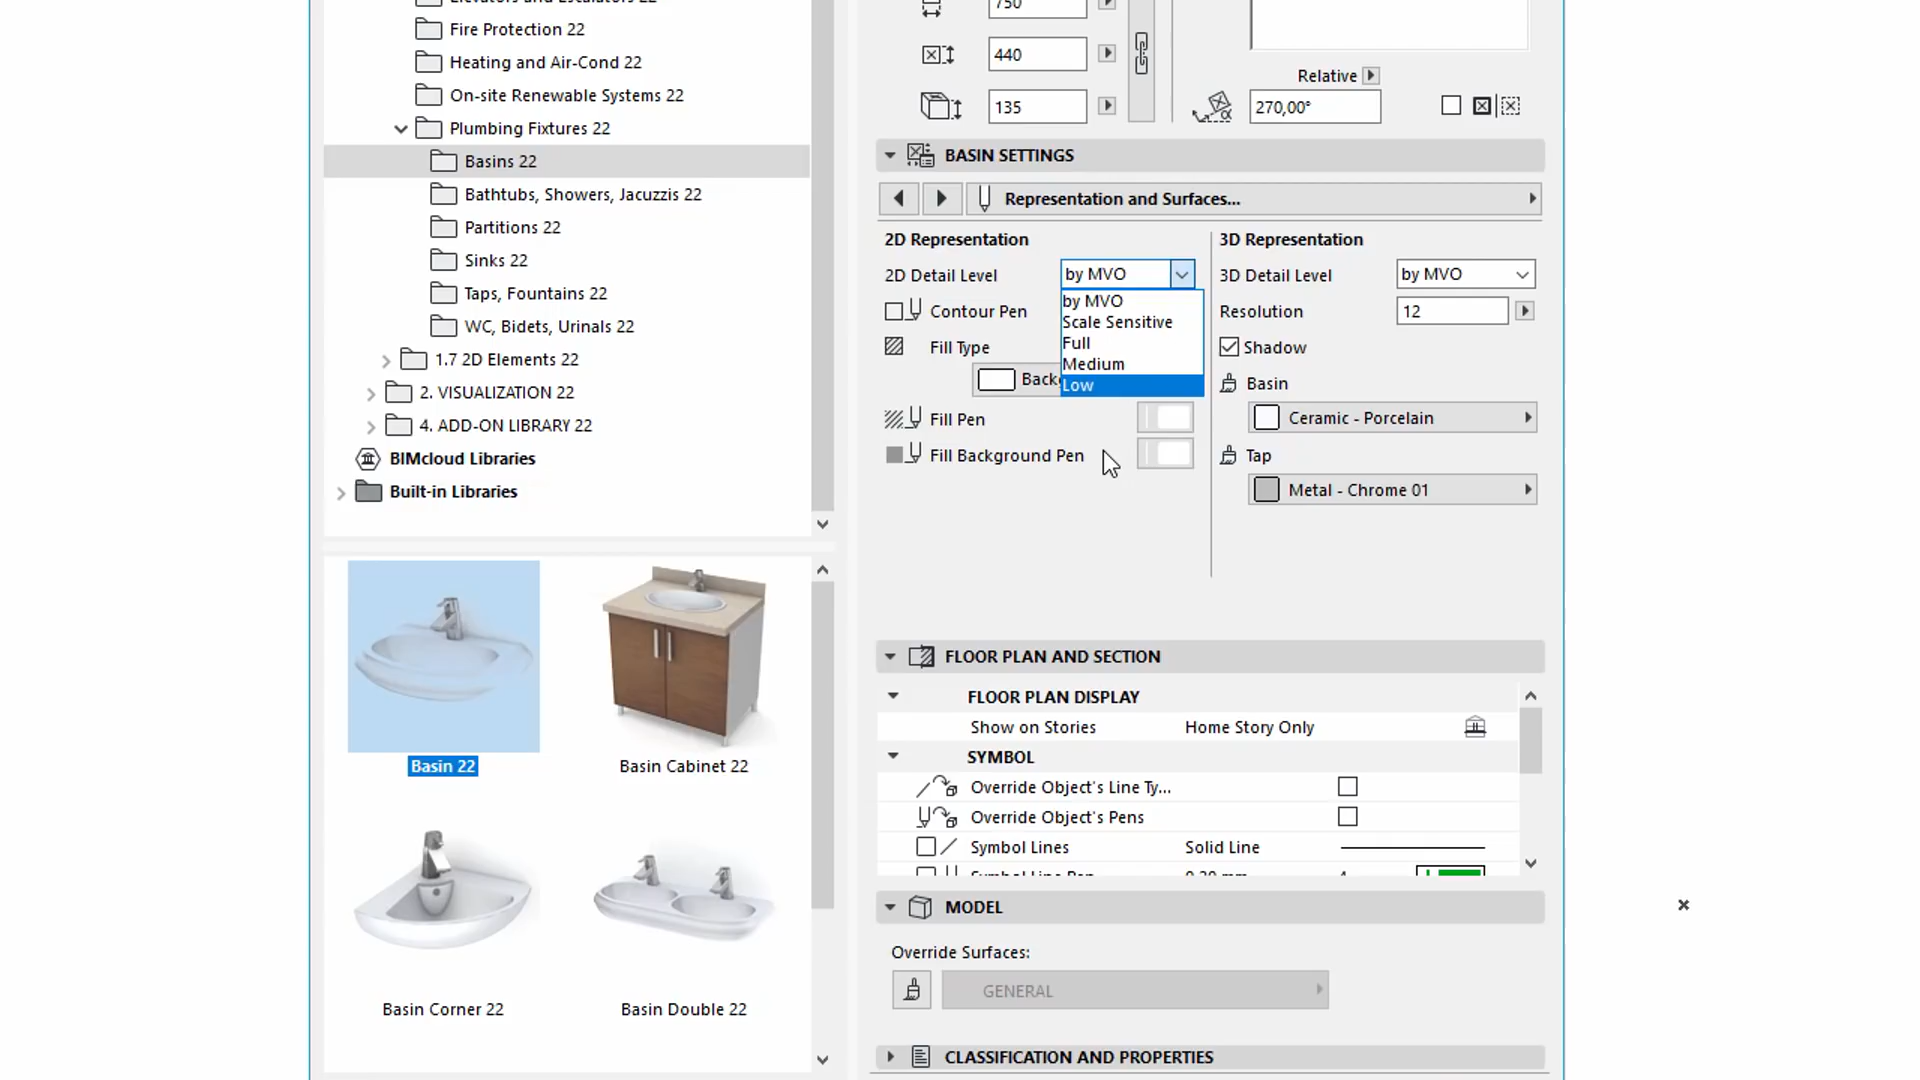 Fire Protection 22
Heating and Air-Cond 22
On-site Renewable Systems 22
Plumbing Fixtures 22
Basins 22
Bathtubs, Showers, Jacuzzis 22
Partitions 22
Sinks 22
Taps, Fountains 22
WC, Bidets, Urinals 22
1.7 2D Elements 22
2. VISUALIZATION 22
4. ADD-ON LIBRARY 22
BIMcloud Libraries
Built-in Libraries
Basin 22
Basin Cabinet 22
Basin Corner 22
Basin Double 22
750
440
135
Relative
270,00°
BASIN SETTINGS
Representation and Surfaces...
2D Representation
2D Detail Level
by MVO
by MVO
Scale Sensitive
Full
Medium
Low
Contour Pen
Fill Type
Fill Pen
Fill Background Pen
3D Representation
3D Detail Level
by MVO
Resolution
12
Shadow
Basin
Ceramic - Porcelain
Tap
Metal - Chrome 01
FLOOR PLAN AND SECTION
FLOOR PLAN DISPLAY
Show on Stories Home Story Only
SYMBOL
Override Object's Line Ty...
Override Object's Pens
Symbol Lines Solid Line
MODEL
Override Surfaces:
GENERAL
CLASSIFICATION AND PROPERTIES